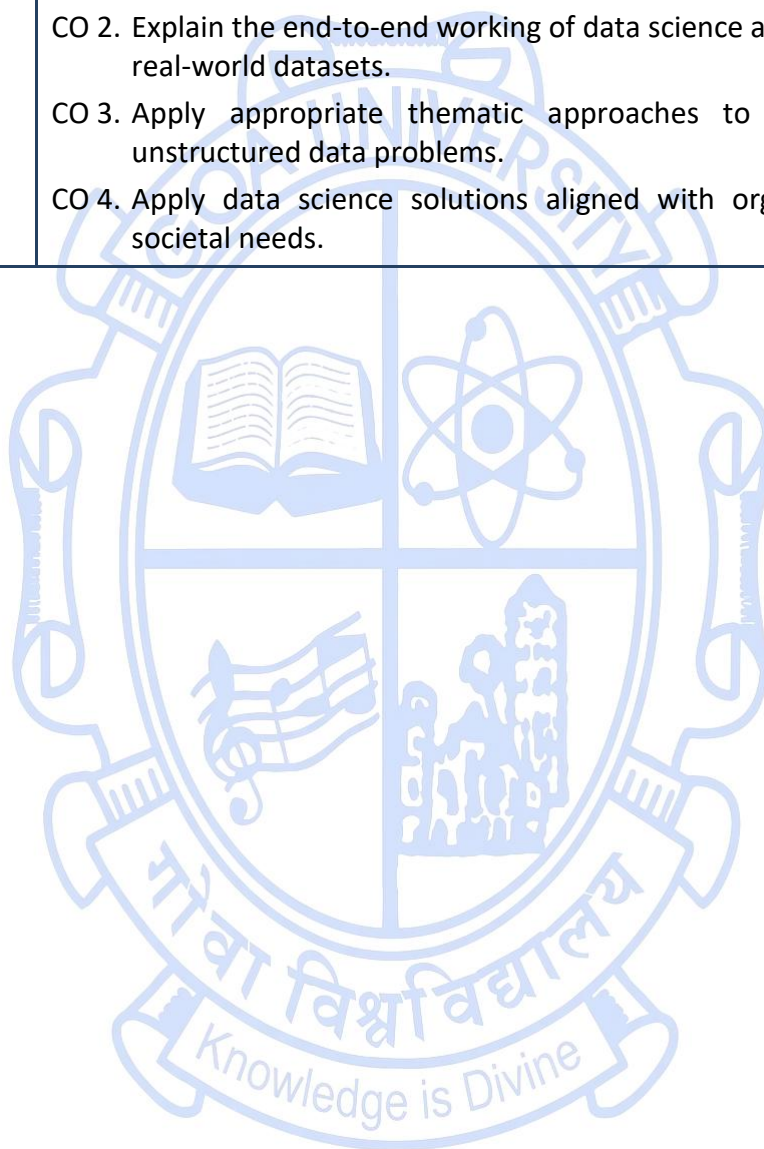 CO 2. Explain the end-to-end working of data science a
real-world datasets.
CO 3. Apply appropriate thematic approaches to
unstructured data problems.
CO 4. Apply data science solutions aligned with org
societal needs.
GOA UNIVERSITY
गोंवा विश्वविद्यालय
Knowledge is Divine